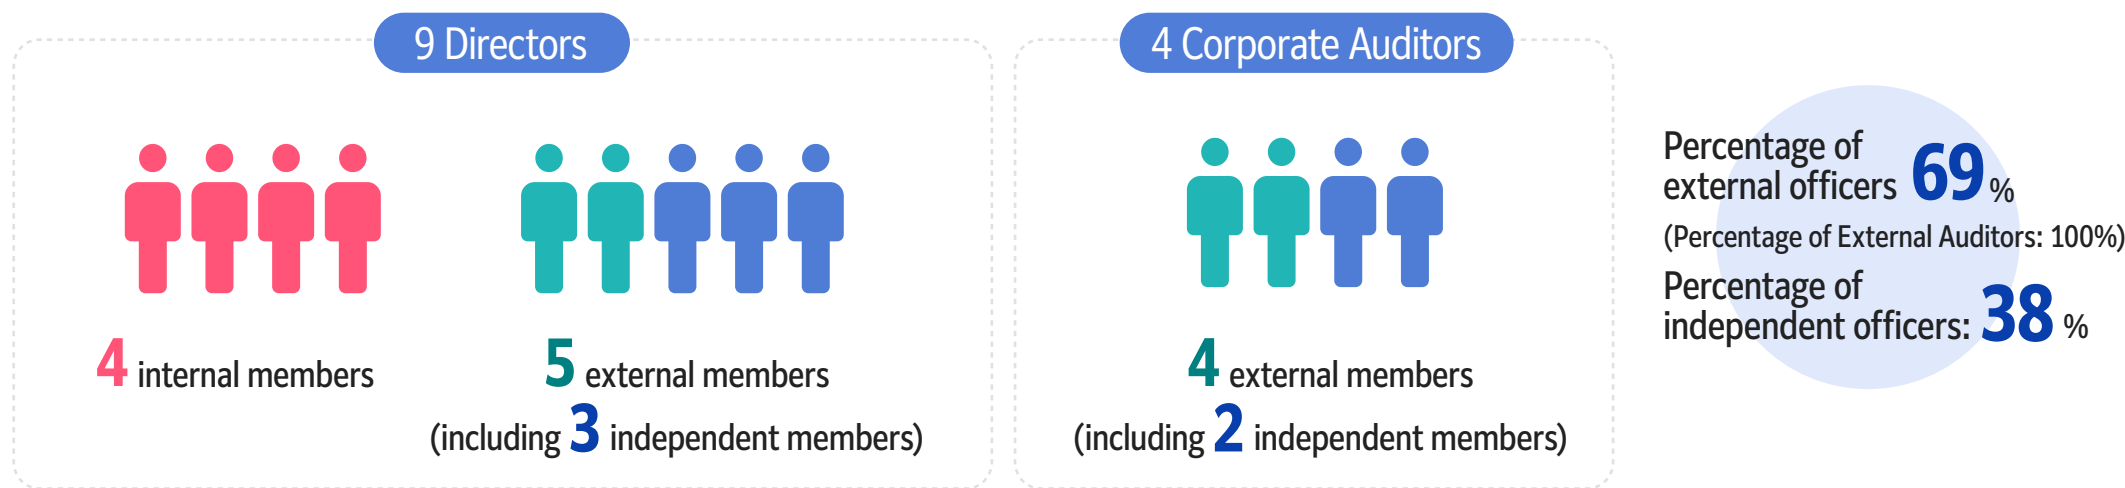 9 Directors
4 internal members
5 external members
(including 3 independent members)
4 Corporate Auditors
4 external members
(including 2 independent members)
Percentage of
external officers 69 %
(Percentage of External Auditors: 100%)
Percentage of
independent officers: 38 %